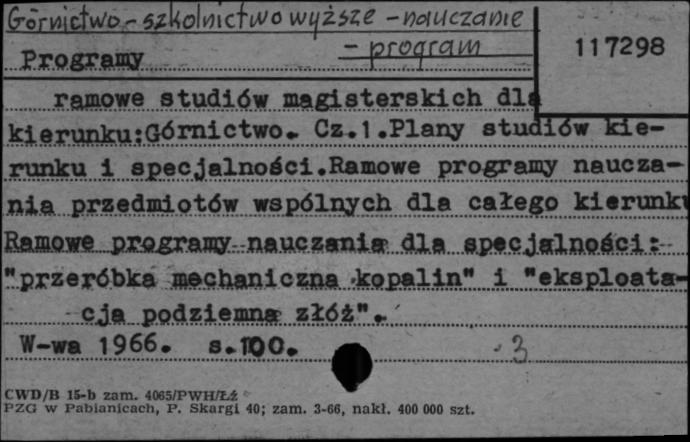 Górnictwo - szkolnictwo wyższe - nauczanie
- program
117298
Programy
ramowe studiów magisterskich dla
kierunku:Górnictwo. Cz.1.Plany studiów kie-
runku i specjalności.Ramowe programy naucza-
nia przedmiotów wspólnych dla całego kierunku
Ramowe programy nauczania dla specjalności:
"przeróbka mechaniczna kopalin" i "eksploata-
cja podziemna złóż".
W-wa 1966. s.100.
3
CWD/B 15-b zam. 4065/PWH/Łź
PZG w Pabianicach, P. Skargi 40; zam. 3-66, nakł. 400 000 szt.